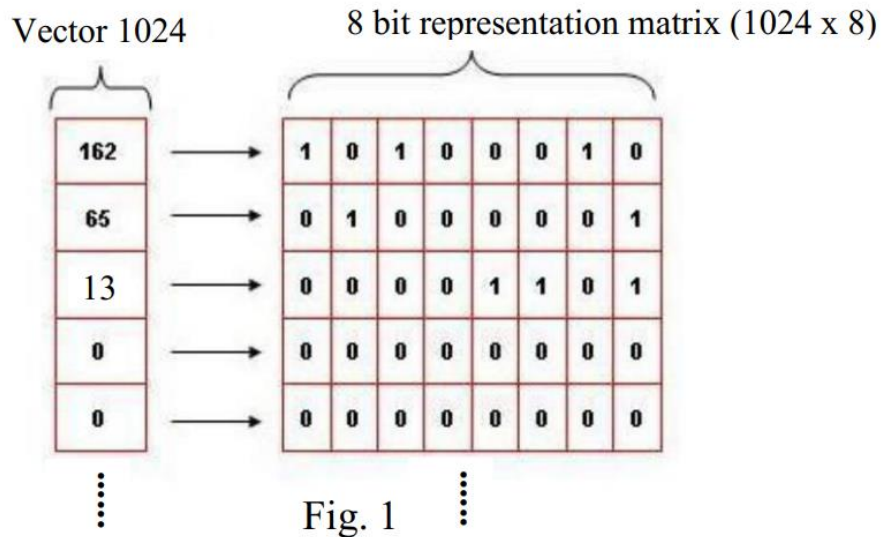 Vector 1024 8 bit representation matrix (1024 x 8)
162 1 0 1 0 0 0 1 0
65 0 1 0 0 0 0 0 1
13 0 0 0 0 1 1 0 1
0 0 0 0 0 0 0 0 0
0 0 0 0 0 0 0 0 0
Fig. 1